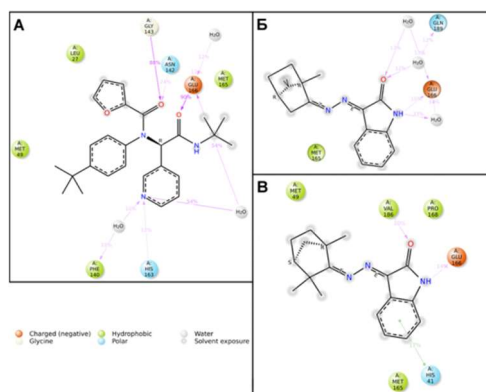 А
A:
GLY
143
H₂O
A:
LEU
27
A:
ASN
142
A:
GLU
166
A:
MET
165
O
O
O
A:
MET
49
N
R
NH
N
H₂O
H₂O
A:
PHE
140
A:
HIS
163
Б
H₂O
A:
GLN
189
H₂O
A:
GLU
166
O
R
N
N
NH
H₂O
A:
MET
165
В
A:
MET
49
A:
VAL
186
A:
PRO
168
A:
GLU
166
O
R
S
N
N
NH
A:
MET
165
A:
HIS
41
Charged (negative)
Glycine
Hydrophobic
Polar
Water
Solvent exposure